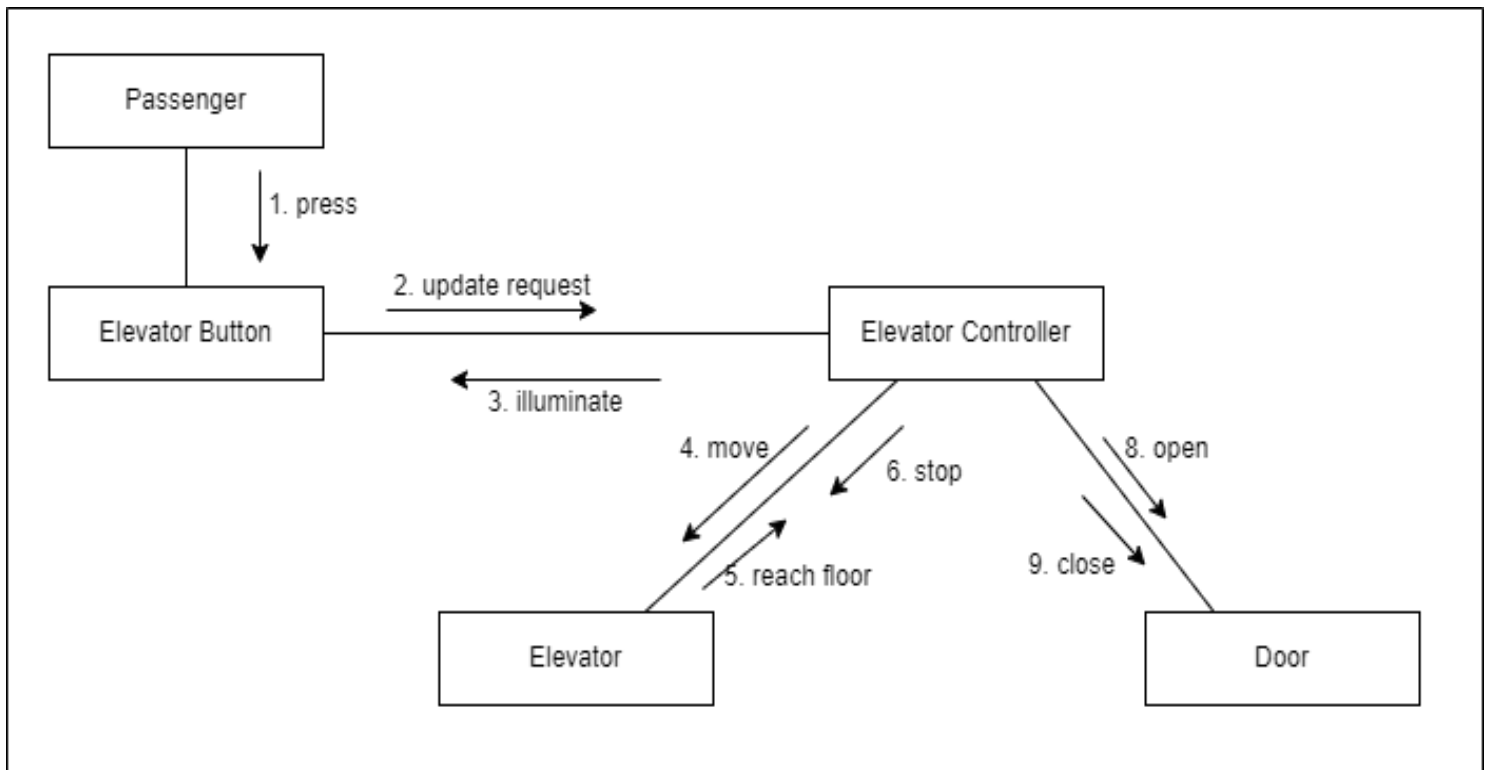 Passenger
1. press
2. update request
Elevator Button
Elevator Controller
3. illuminate
4. move
6. stop
8. open
5. reach floor
9. close
Elevator
Door